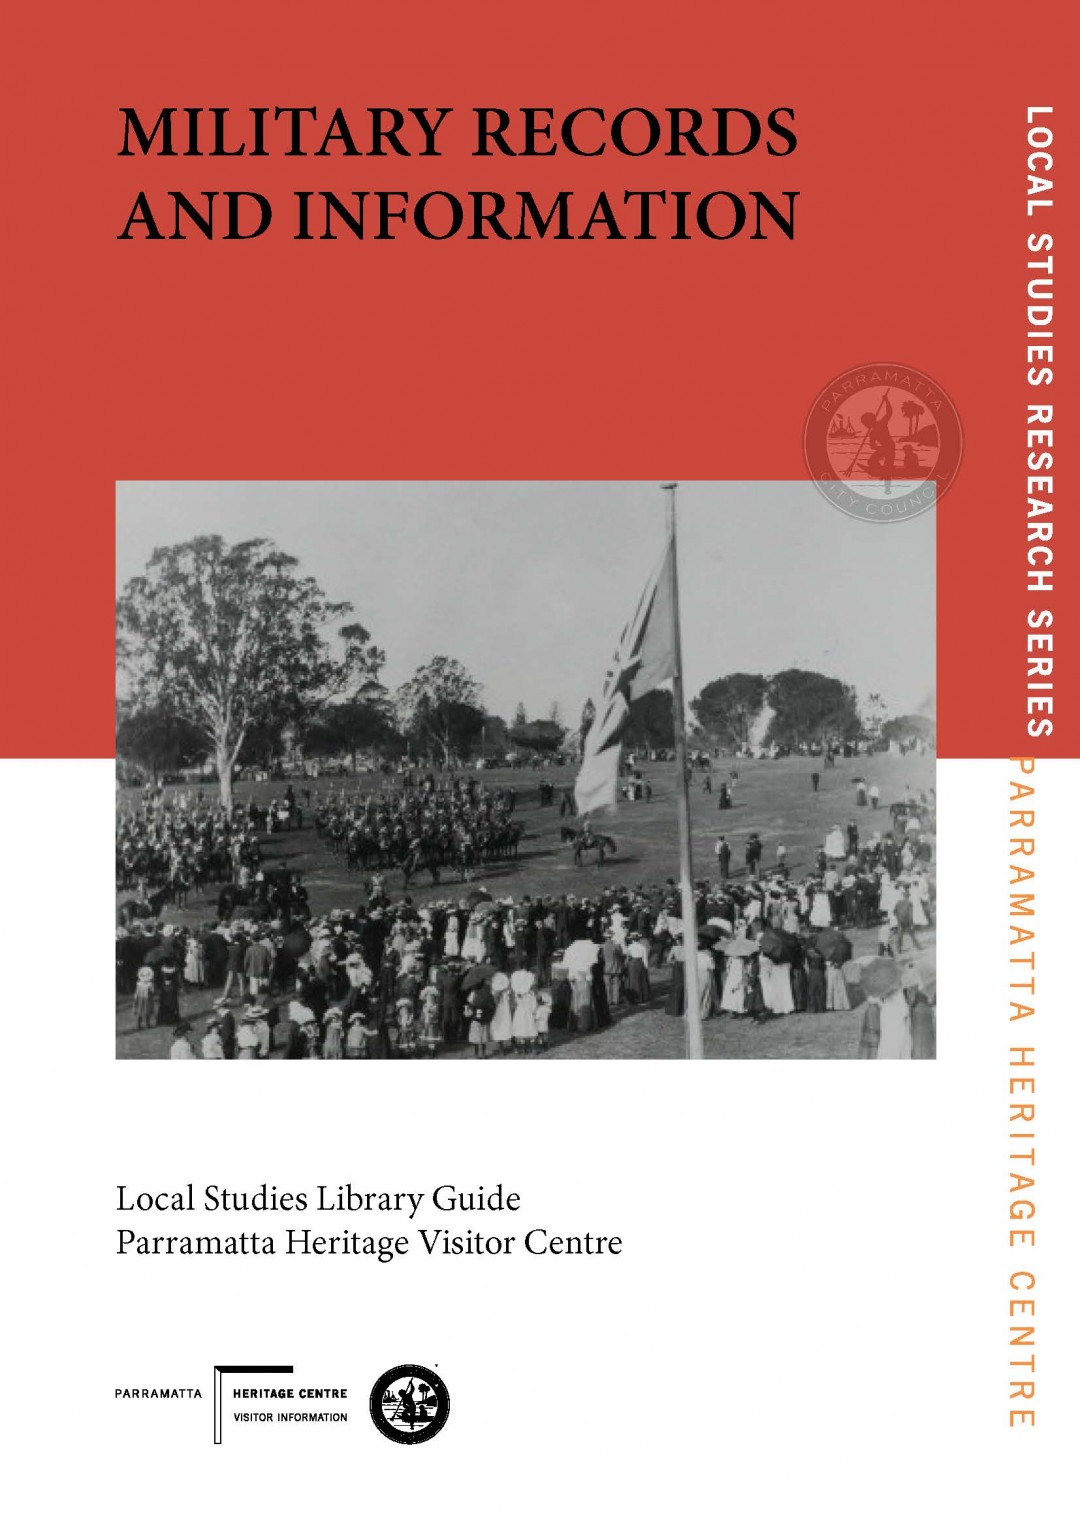 MILITARY RECORDS
AND INFORMATION
LOCAL STUDIES RESEARCH SERIES
PARRAMATTA HERITAGE CENTRE
PARRAMATTA
CITY COUNCIL
Local Studies Library Guide
Parramatta Heritage Visitor Centre
PARRAMATTA
HERITAGE CENTRE
VISITOR INFORMATION